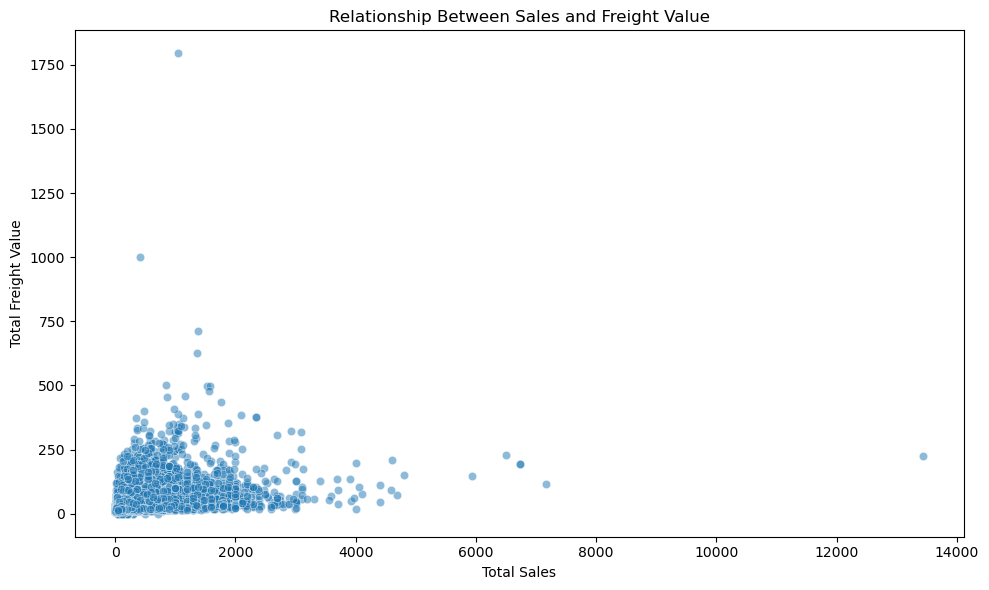 Relationship Between Sales and Freight Value
1750
1500
1250
1000
750
500
250
0
Total Freight Value
0 2000 4000 6000 8000 10000 12000 14000
Total Sales